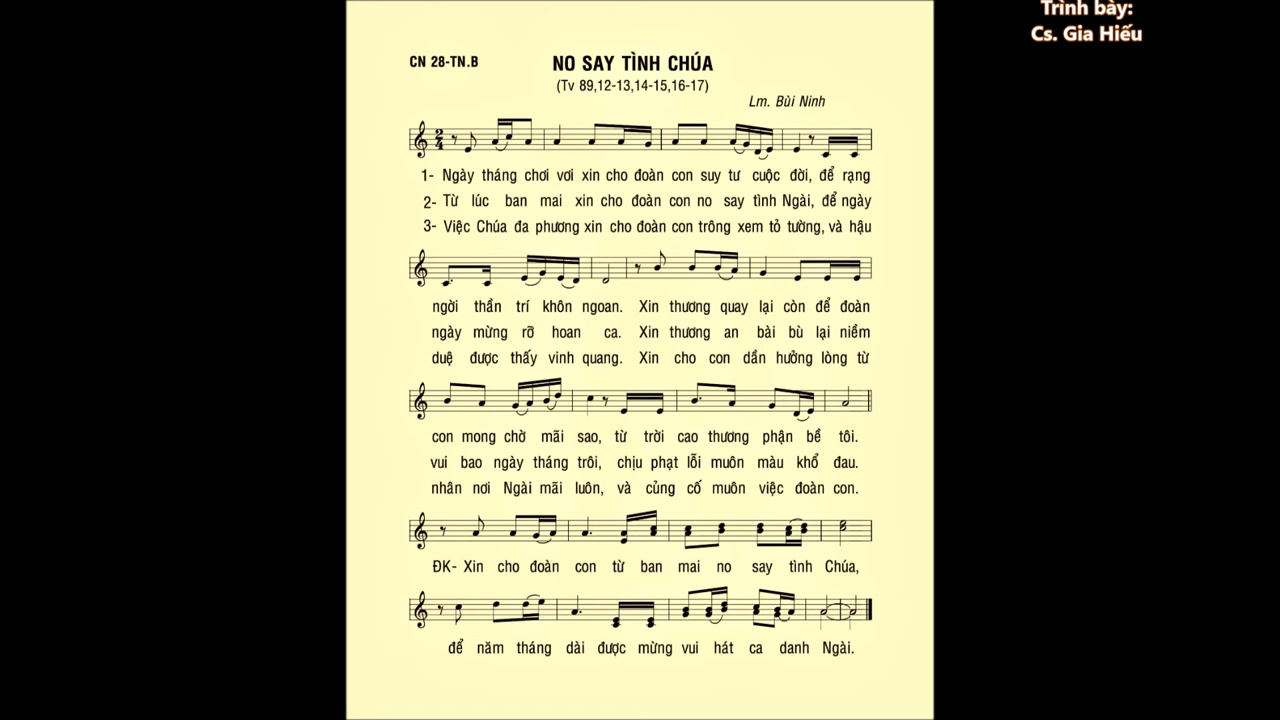 Trình bày:
Cs. Gia Hiếu
CN 28-TN.B
NO SAY TÌNH CHÚA
(Tv 89,12-13,14-15,16-17)
Lm. Bùi Ninh
1- Ngày tháng chơi vơi xin cho đoàn con suy tư cuộc đời, để rạng
2- Từ lúc ban mai xin cho đoàn con no say tình Ngài, để ngày
3- Việc Chúa đa phương xin cho đoàn con trông xem tỏ tường, và hậu
ngời thần trí khôn ngoan. Xin thương quay lại còn để đoàn
ngày mừng rỡ hoan ca. Xin thương an bài bù lại niềm
duệ được thấy vinh quang. Xin cho con dần hưởng lòng từ
con mong chờ mãi sao, từ trời cao thương phận bề tôi.
vui bao ngày tháng trôi, chịu phạt lỗi muôn màu khổ đau.
nhân nơi Ngài mãi luôn, và củng cố muôn việc đoàn con.
ĐK- Xin cho đoàn con từ ban mai no say tình Chúa,
để năm tháng dài được mừng vui hát ca danh Ngài.